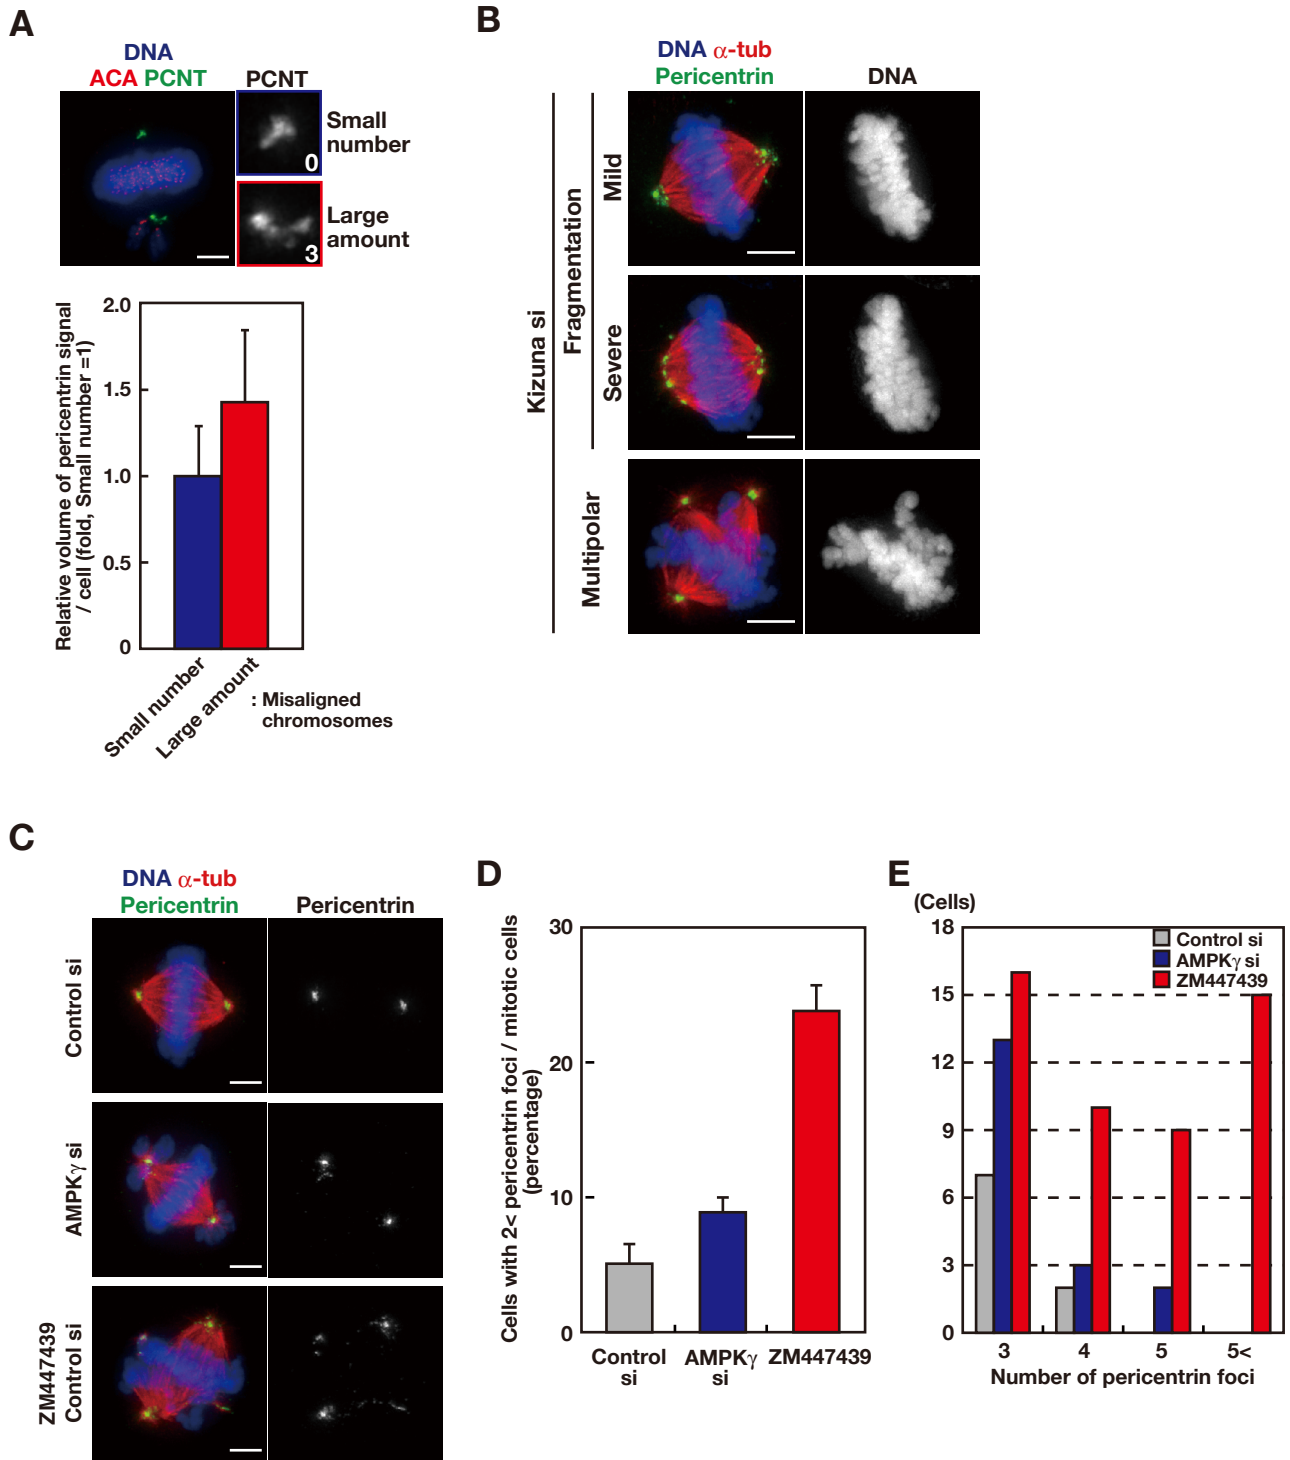 A
DNA
ACA PCNT
PCNT
Small
number
0
Large
amount
3
Relative volume of pericentrin signal
/ cell (fold, Small number =1)
2.0
1.5
1.0
0.5
0
Small number
Large amount
: Misaligned
chromosomes
B
DNA α-tub
Pericentrin
DNA
Kizuna si
Fragmentation
Mild
Severe
Multipolar
C
DNA α-tub
Pericentrin
Pericentrin
Control si
AMPKγ si
ZM447439
Control si
D
Cells with 2< pericentrin foci / mitotic cells
(percentage)
30
20
10
0
Control
si
AMPKγ
si
ZM447439
E
(Cells)
18
15
12
9
6
3
0
Control si
AMPKγ si
ZM447439
3
4
5
5<
Number of pericentrin foci